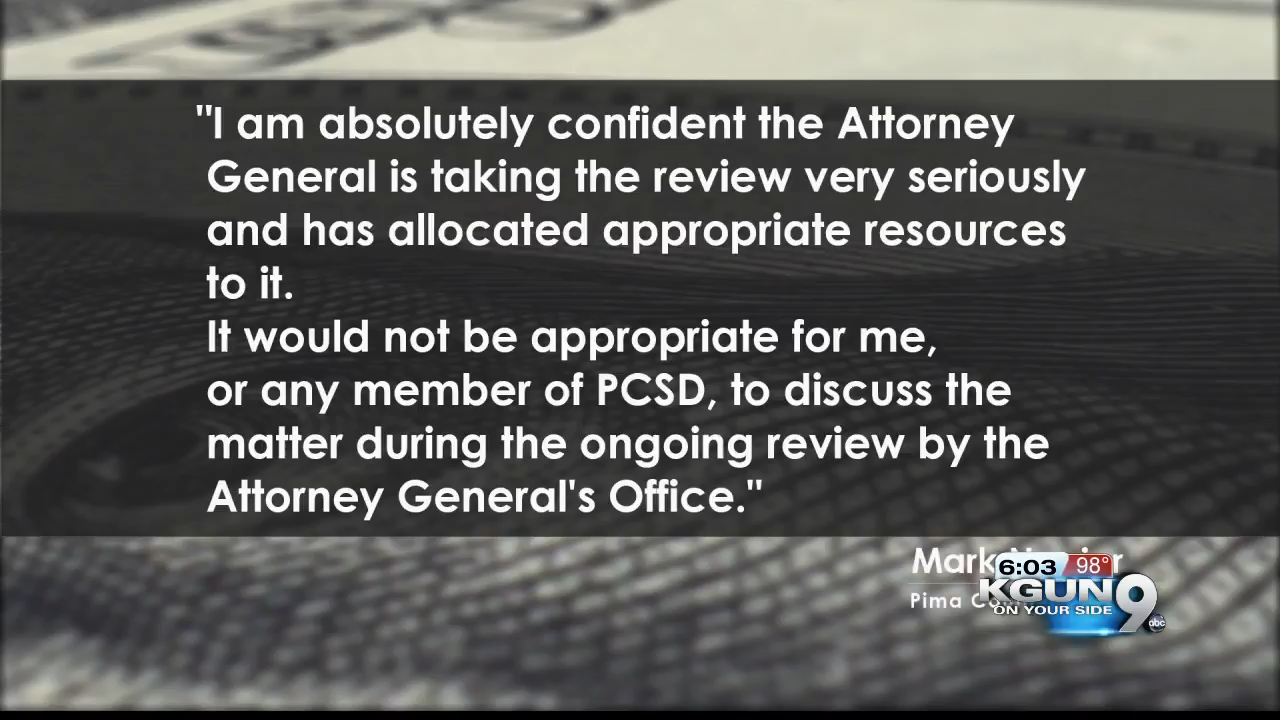 "I am absolutely confident the Attorney
General is taking the review very seriously
and has allocated appropriate resources
to it.
It would not be appropriate for me,
or any member of PCSD, to discuss the
matter during the ongoing review by the
Attorney General's Office."
Mark
6:03 98°
Pima
KGUN 9
ON YOUR SIDE
abc